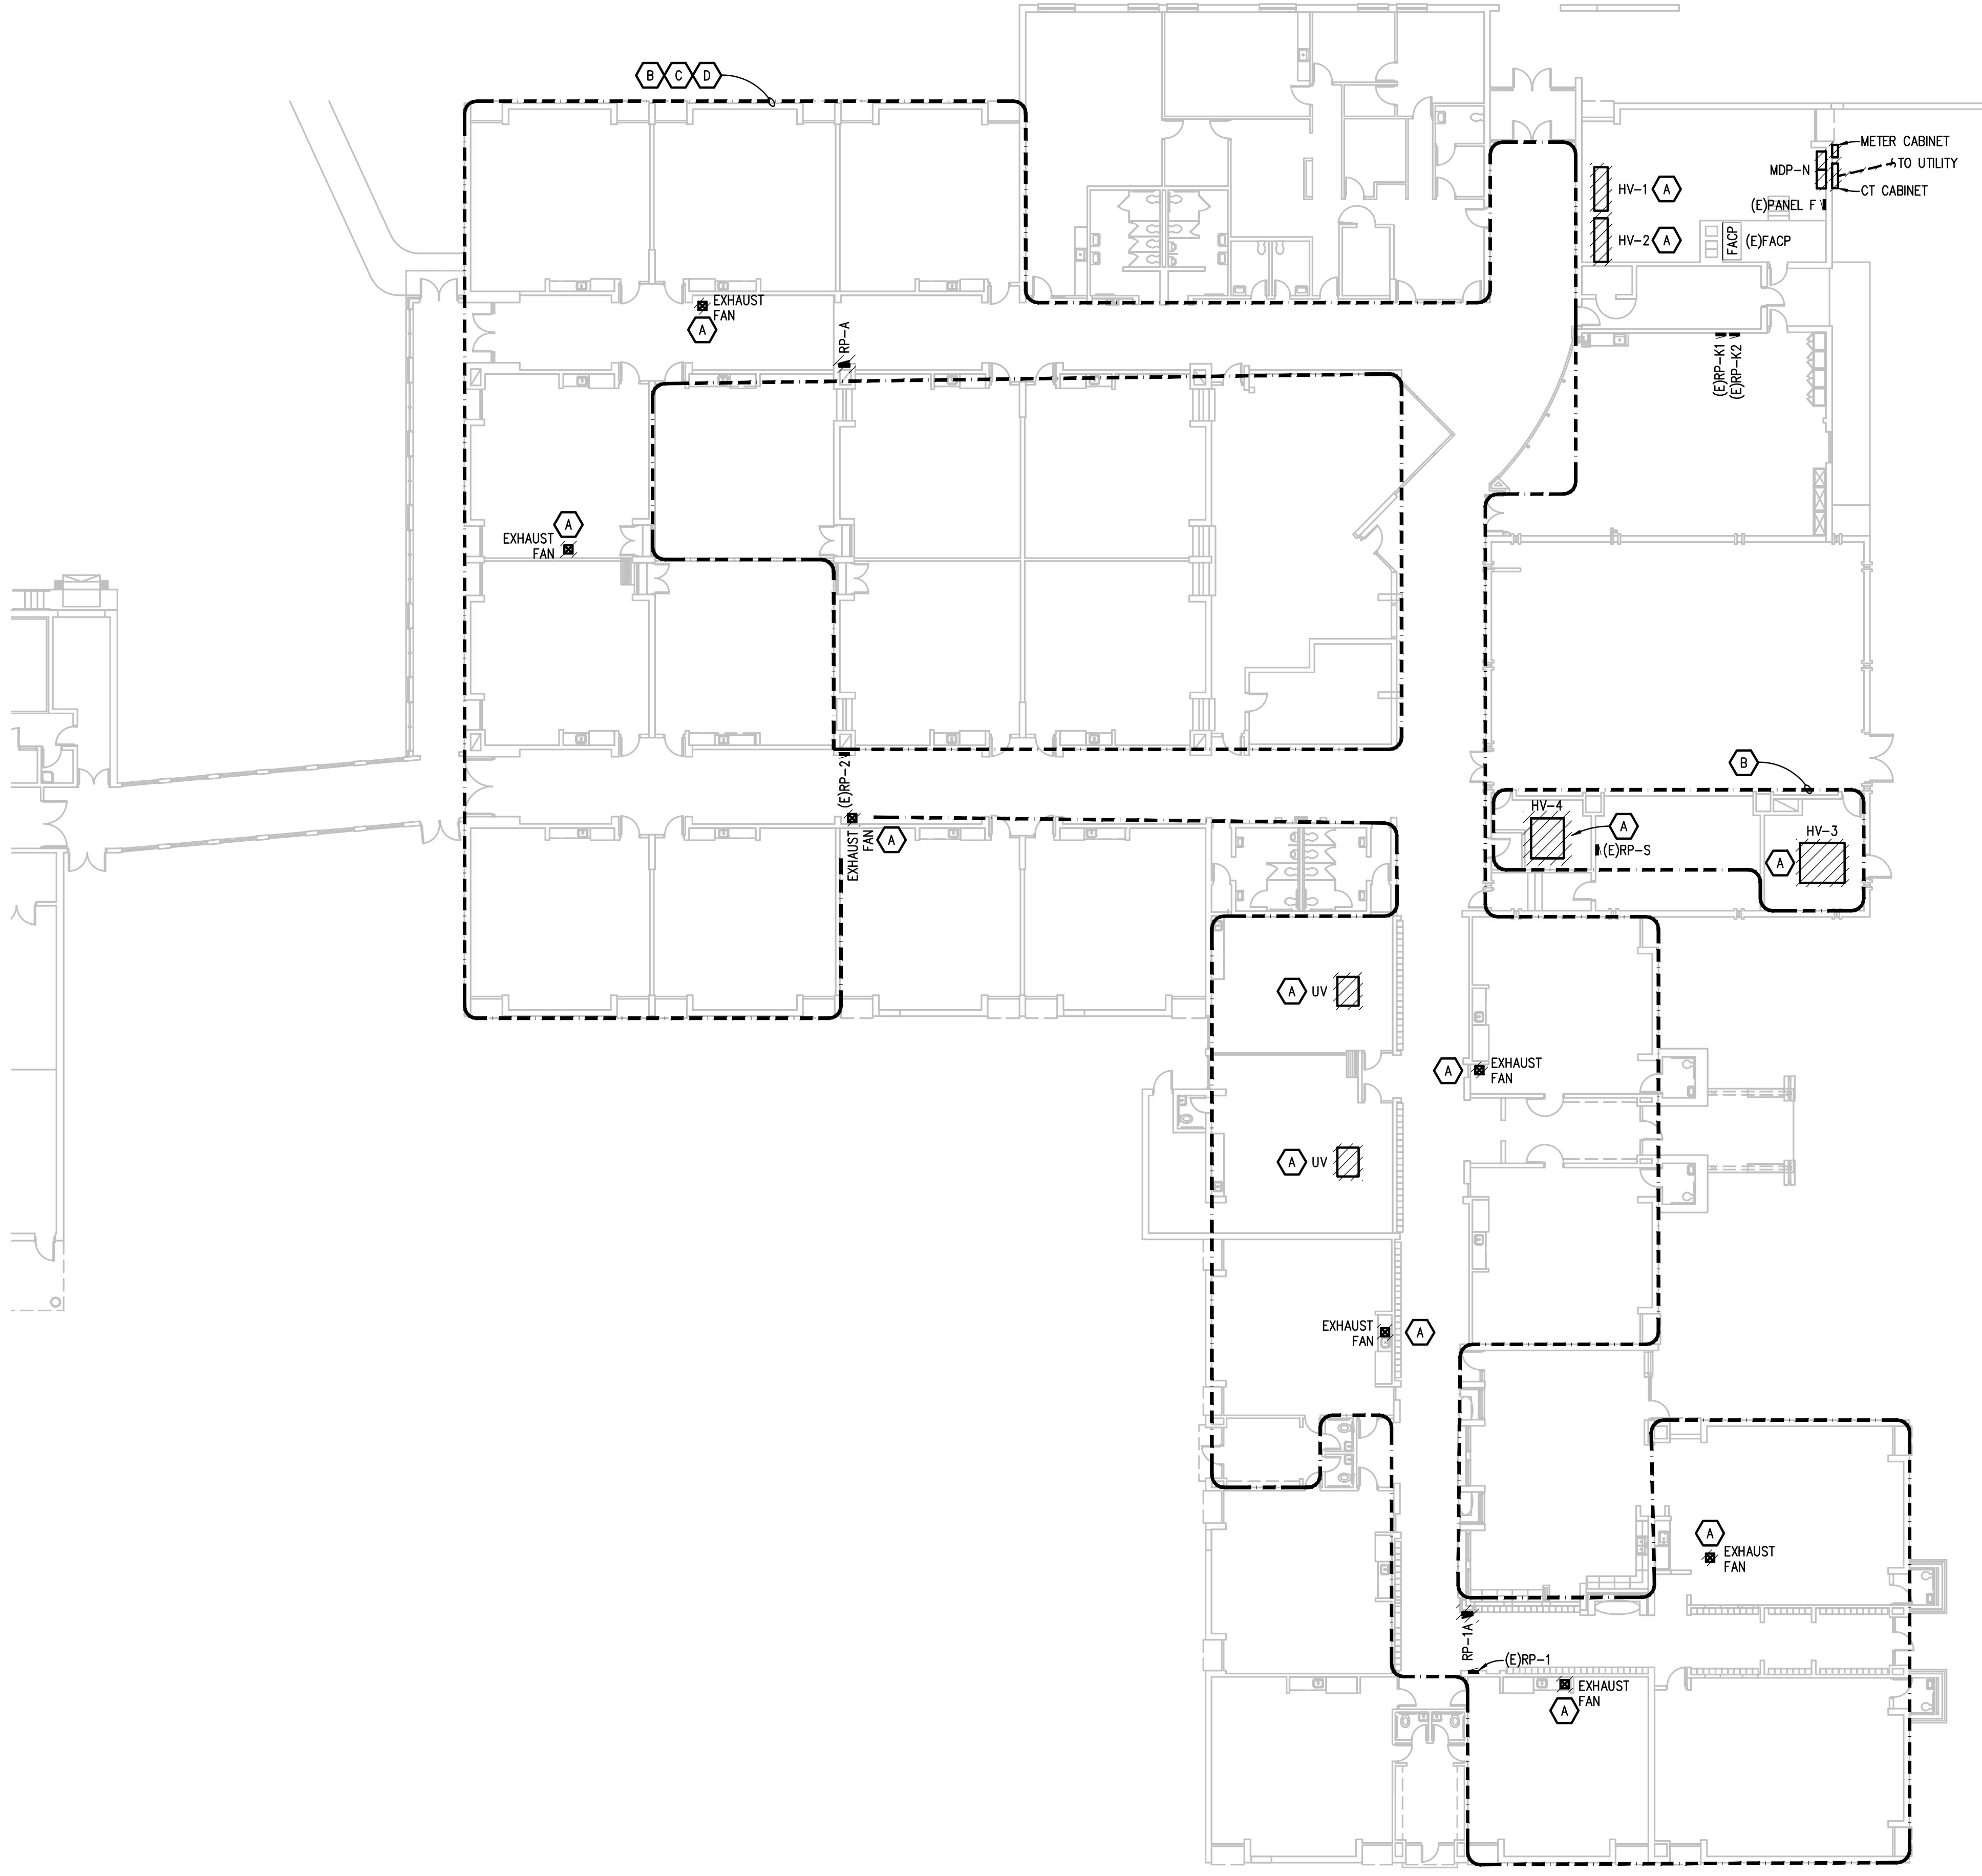 B C D
METER CABINET
MDP-N
TO UTILITY
HV-1 A
CT CABINET
(E)PANEL F
HV-2 A
FACP
(E)FACP
EXHAUST
FAN
A
RP-A
(E)RP-K1
(E)RP-K2
A
EXHAUST
FAN
(E)RP-2
B
HV-4
A
HV-3
EXHAUST
FAN
A
(E)RP-S
A
A UV
A
EXHAUST
FAN
A UV
EXHAUST
FAN
A
A
EXHAUST
FAN
RP-1A
(E)RP-1
EXHAUST
FAN
A